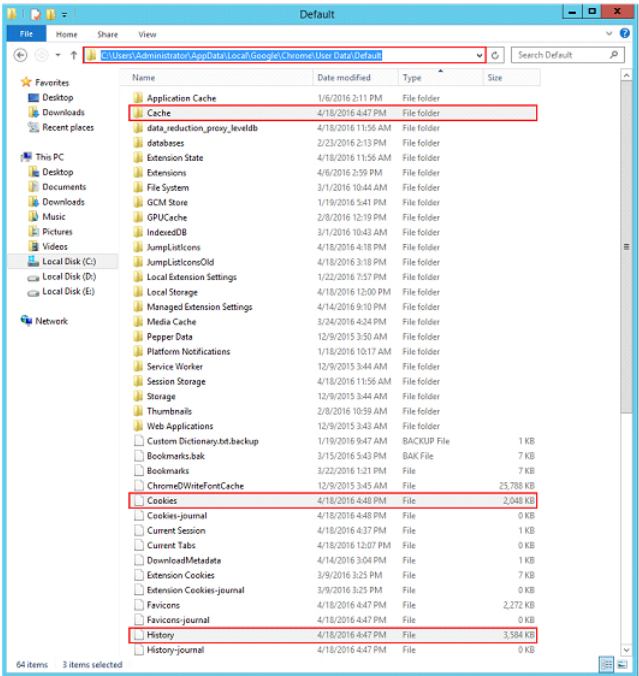 Default
File Home Share View
C:\Users\Administrator\AppData\Local\Google\Chrome\User Data\Default
Search Default
Name Date modified Type Size
Favorites
Desktop
Downloads
Recent places
This PC
Desktop
Documents
Downloads
Music
Pictures
Videos
Local Disk (C:)
Local Disk (D:)
Local Disk (E:)
Network
Application Cache 1/6/2016 2:11 PM File folder
Cache 4/18/2016 4:47 PM File folder
data_reduction_proxy_leveldb 4/18/2016 11:56 AM File folder
databases 2/23/2016 2:13 PM File folder
Extension State 4/18/2016 11:56 AM File folder
Extensions 4/6/2016 2:59 PM File folder
File System 3/1/2016 10:44 AM File folder
GCM Store 1/19/2016 5:41 PM File folder
GPUCache 2/8/2016 12:19 PM File folder
IndexedDB 3/1/2016 10:43 AM File folder
JumpListIcons 4/18/2016 4:18 PM File folder
JumpListIconsOld 4/18/2016 3:18 PM File folder
Local Extension Settings 1/22/2016 7:57 PM File folder
Local Storage 4/18/2016 12:00 PM File folder
Managed Extension Settings 4/14/2016 9:10 PM File folder
Media Cache 3/24/2016 4:24 PM File folder
Pepper Data 12/9/2015 3:50 AM File folder
Platform Notifications 1/18/2016 10:17 AM File folder
Service Worker 12/9/2015 3:44 AM File folder
Session Storage 4/18/2016 11:56 AM File folder
Storage 12/9/2015 3:44 AM File folder
Thumbnails 2/8/2016 10:59 AM File folder
Web Applications 12/9/2015 3:43 AM File folder
Custom Dictionary.txt.backup 1/19/2016 9:47 AM BACKUP File 1 KB
Bookmarks.bak 3/15/2016 5:43 PM BAK File 7 KB
Bookmarks 3/22/2016 1:21 PM File 7 KB
ChromeDWriteFontCache 12/9/2015 3:45 AM File 25,788 KB
Cookies 4/18/2016 4:48 PM File 2,048 KB
Cookies-journal 4/18/2016 4:48 PM File 0 KB
Current Session 4/18/2016 4:37 PM File 1 KB
Current Tabs 4/18/2016 12:07 PM File 0 KB
DownloadMetadata 4/14/2016 3:04 PM File 1 KB
Extension Cookies 3/9/2016 3:25 PM File 7 KB
Extension Cookies-journal 3/9/2016 3:25 PM File 0 KB
Favicons 4/18/2016 4:47 PM File 2,272 KB
Favicons-journal 4/18/2016 4:47 PM File 0 KB
History 4/18/2016 4:47 PM File 3,584 KB
History-journal 4/18/2016 4:47 PM File 0 KB
64 items 3 items selected